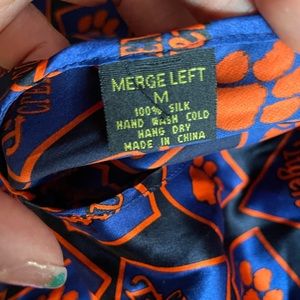 MERGE LEFT
M
100% SILK
HAND WASH COLD
HANG DRY
MADE IN CHINA